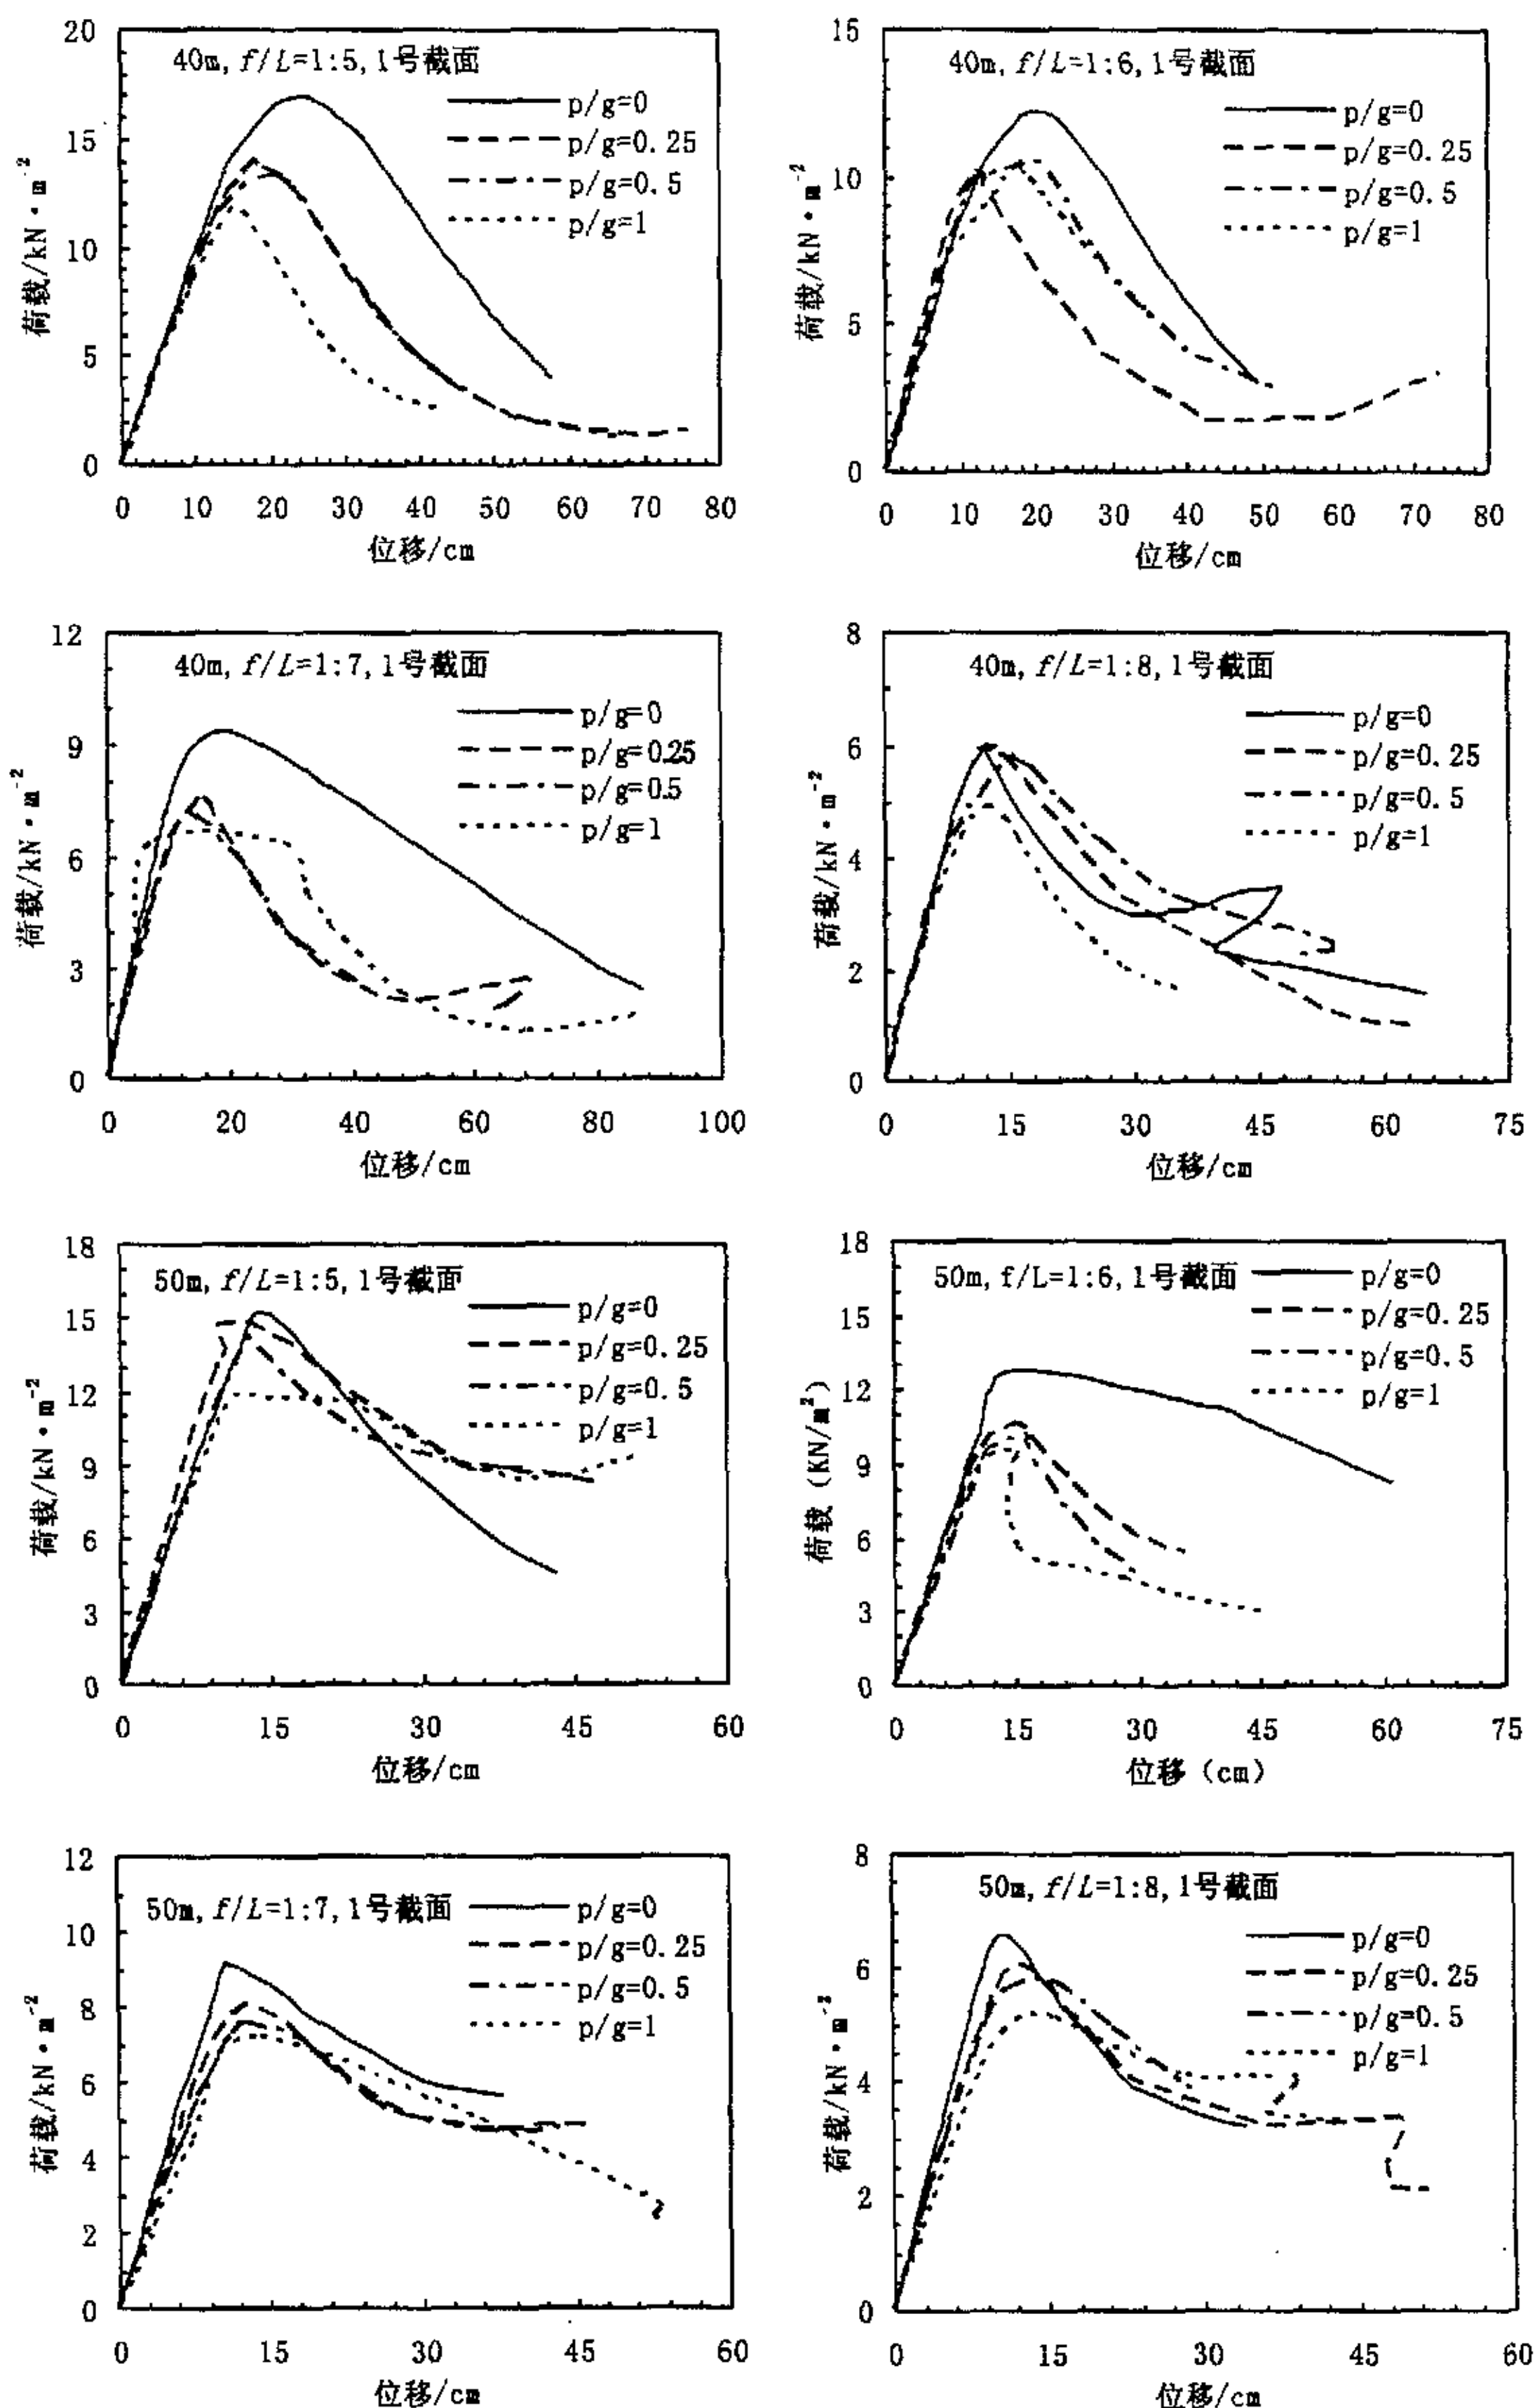 40m, f/L=1:5, 1号截面
p/g=0
p/g=0.25
p/g=0.5
p/g=1
荷载/kN·m⁻²
20
15
10
5
0
0 10 20 30 40 50 60 70 80
位移/cm
40m, f/L=1:6, 1号截面
p/g=0
p/g=0.25
p/g=0.5
p/g=1
荷载/kN·m⁻²
15
10
5
0
0 10 20 30 40 50 60 70 80
位移/cm
40m, f/L=1:7, 1号截面
p/g=0
p/g=0.25
p/g=0.5
p/g=1
荷载/kN·m⁻²
12
9
6
3
0
0 20 40 60 80 100
位移/cm
40m, f/L=1:8, 1号截面
p/g=0
p/g=0.25
p/g=0.5
p/g=1
荷载/kN·m⁻²
8
6
4
2
0
0 15 30 45 60 75
位移/cm
50m, f/L=1:5, 1号截面
p/g=0
p/g=0.25
p/g=0.5
p/g=1
荷载/kN·m⁻²
18
15
12
9
6
3
0
0 15 30 45 60
位移/cm
50m, f/L=1:6, 1号截面
p/g=0
p/g=0.25
p/g=0.5
p/g=1
荷载(KN/m²)
18
15
12
9
6
3
0
0 15 30 45 60 75
位移(cm)
50m, f/L=1:7, 1号截面
p/g=0
p/g=0.25
p/g=0.5
p/g=1
荷载/kN·m⁻²
12
10
8
6
4
2
0
0 15 30 45 60
位移/cm
50m, f/L=1:8, 1号截面
p/g=0
p/g=0.25
p/g=0.5
p/g=1
荷载/kN·m⁻²
8
6
4
2
0
0 15 30 45 60
位移/cm